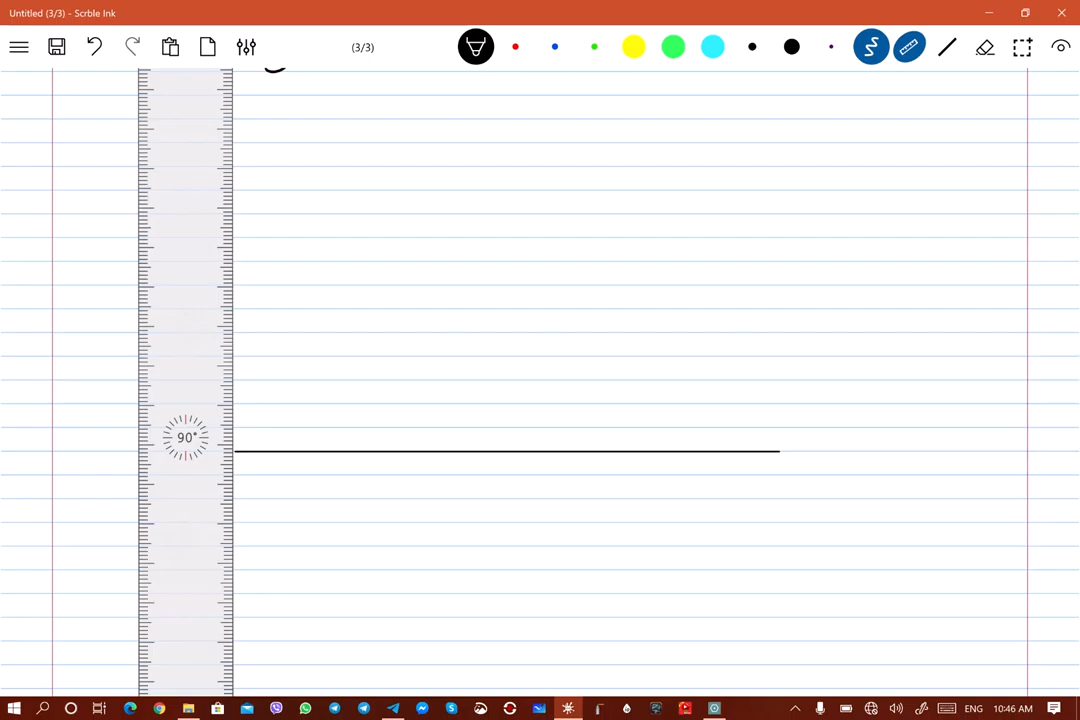 Untitled (3/3) - Scrble Ink
(3/3)
90°
ENG
10:46 AM